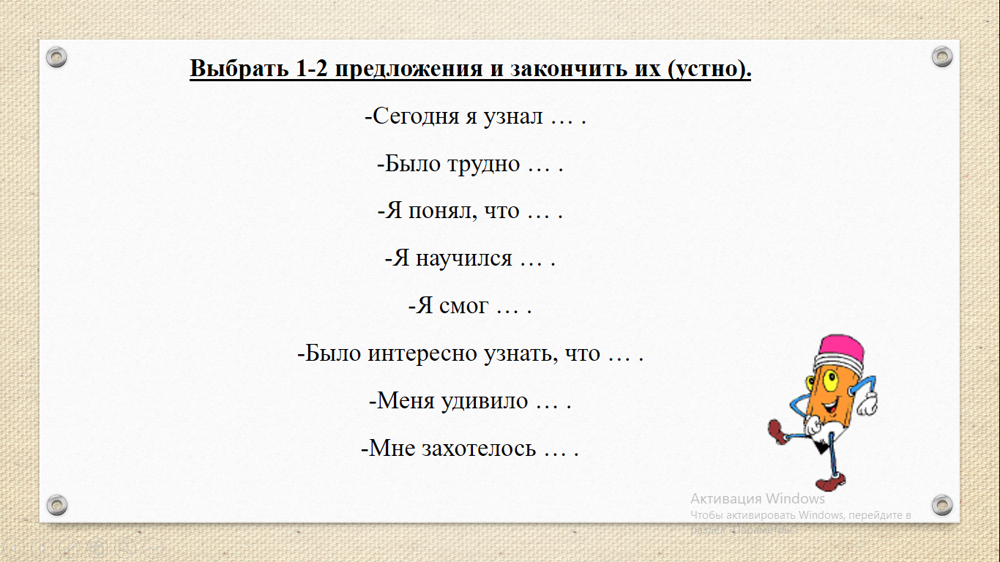 Выбрать 1-2 предложения и закончить их (устно).
-Сегодня я узнал … .
-Было трудно … .
-Я понял, что … .
-Я научился … .
-Я смог … .
-Было интересно узнать, что … .
-Меня удивило … .
-Мне захотелось … .
Активация Windows
Чтобы активировать Windows, перейдите в
раздел "Параметры".